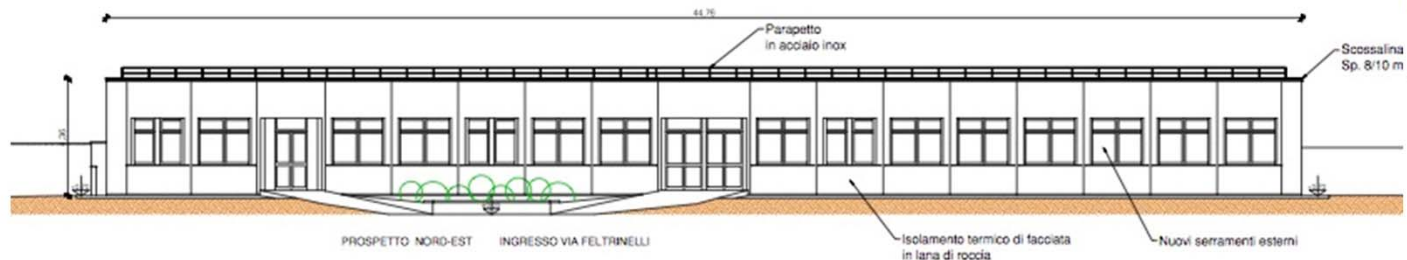 44.76
Parapetto
in acciaio inox
Scossalina
Sp. 8/10 m
PROSPETTO NORD-EST INGRESSO VIA FELTRINELLI
Isolamento termico di facciata
in lana di roccia
Nuovi serramenti esterni